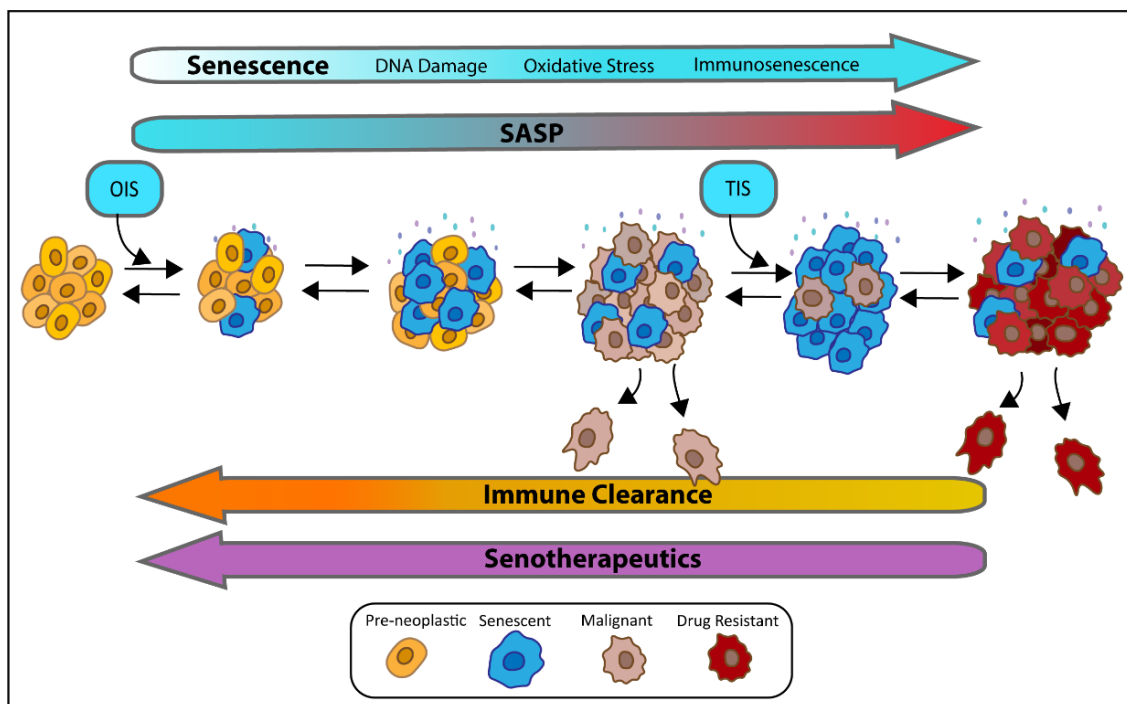 Senescence DNA Damage Oxidative Stress Immunosenescence
SASP
OIS
TIS
Immune Clearance
Senotherapeutics
Pre-neoplastic Senescent Malignant Drug Resistant